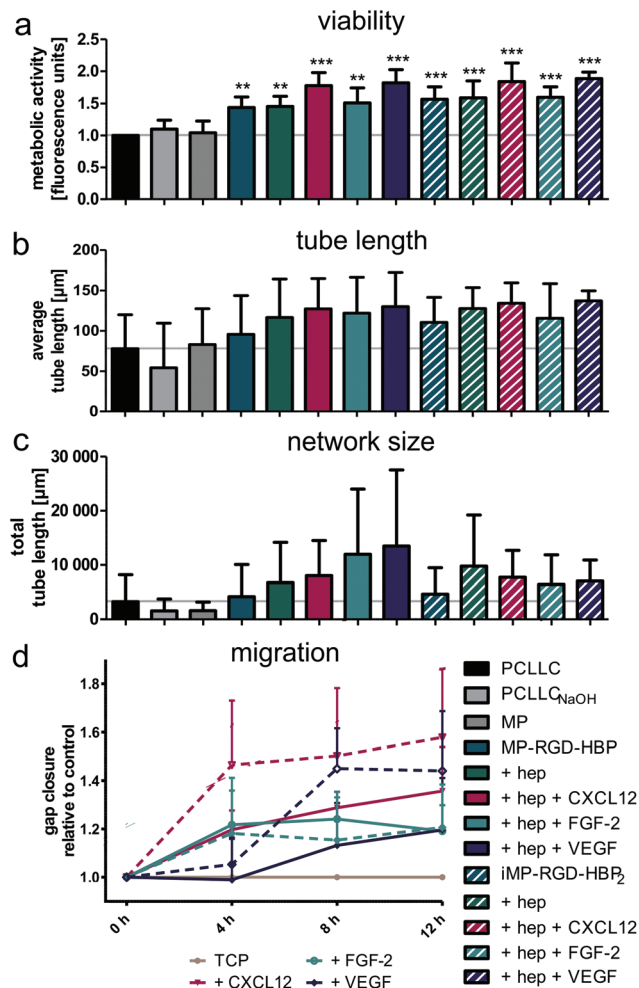 a
viability
metabolic activity
[fluorescence units]
2.5
2.0
1.5
1.0
0.5
0.0
** ** *** ** *** *** *** *** *** ***
b
tube length
average
tube length [µm]
200
150
100
50
0
c
network size
total
tube length [µm]
30 000
20 000
10 000
0
d
migration
gap closure
relative to control
1.8
1.6
1.4
1.2
1.0
0 h
4 h
8 h
12 h
TCP
+ FGF-2
+ CXCL12
+ VEGF
PCLLC
PCLLCNaOH
MP
MP-RGD-HBP
+ hep
+ hep + CXCL12
+ hep + FGF-2
+ hep + VEGF
iMP-RGD-HBP2
+ hep
+ hep + CXCL12
+ hep + FGF-2
+ hep + VEGF